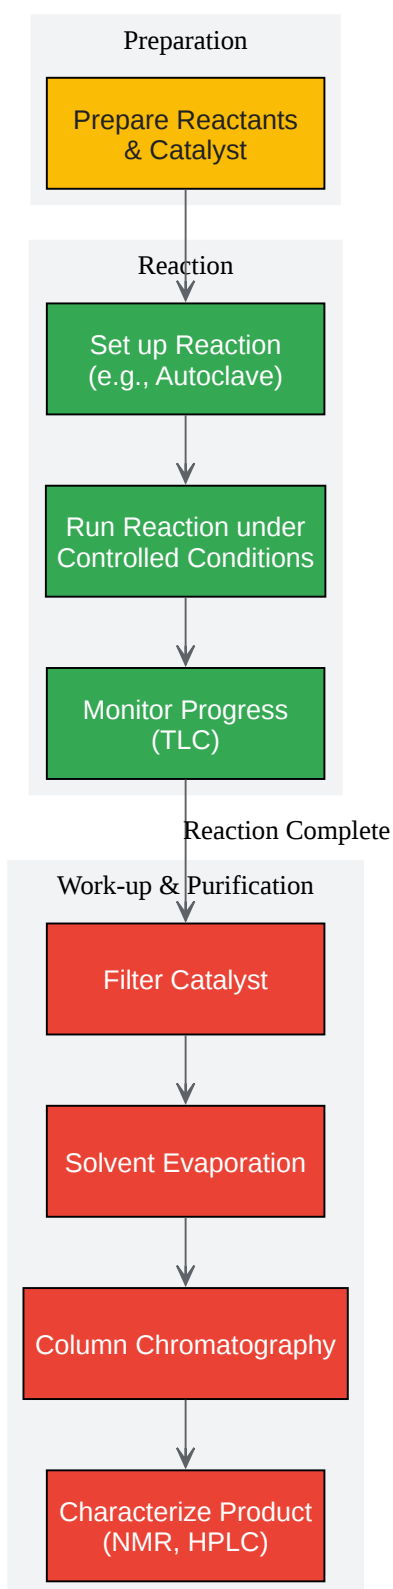 Preparation
Prepare Reactants
& Catalyst
Reaction
Set up Reaction
(e.g., Autoclave)
Run Reaction under
Controlled Conditions
Monitor Progress
(TLC)
Reaction Complete
Work-up & Purification
Filter Catalyst
Solvent Evaporation
Column Chromatography
Characterize Product
(NMR, HPLC)